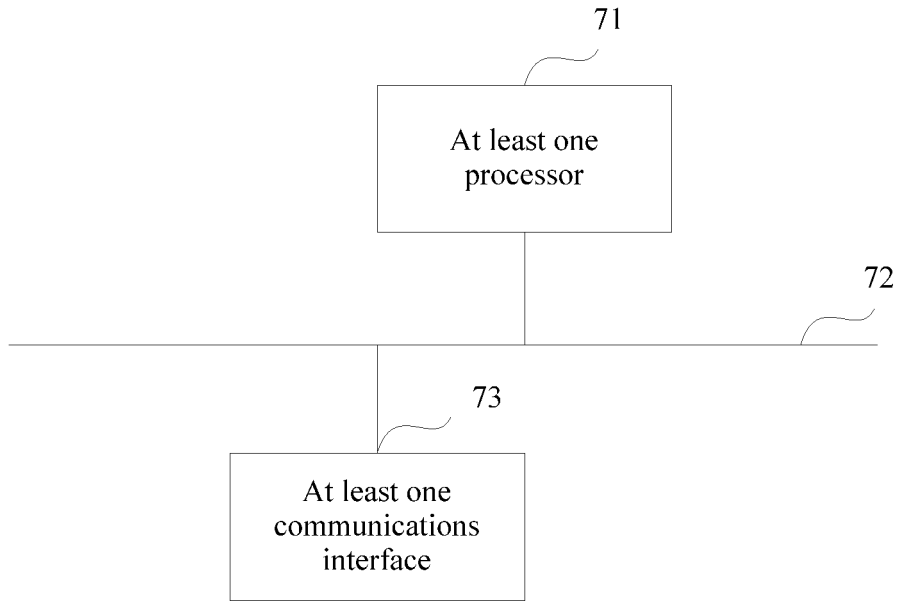 71
At least one
processor
72
73
At least one
communications
interface